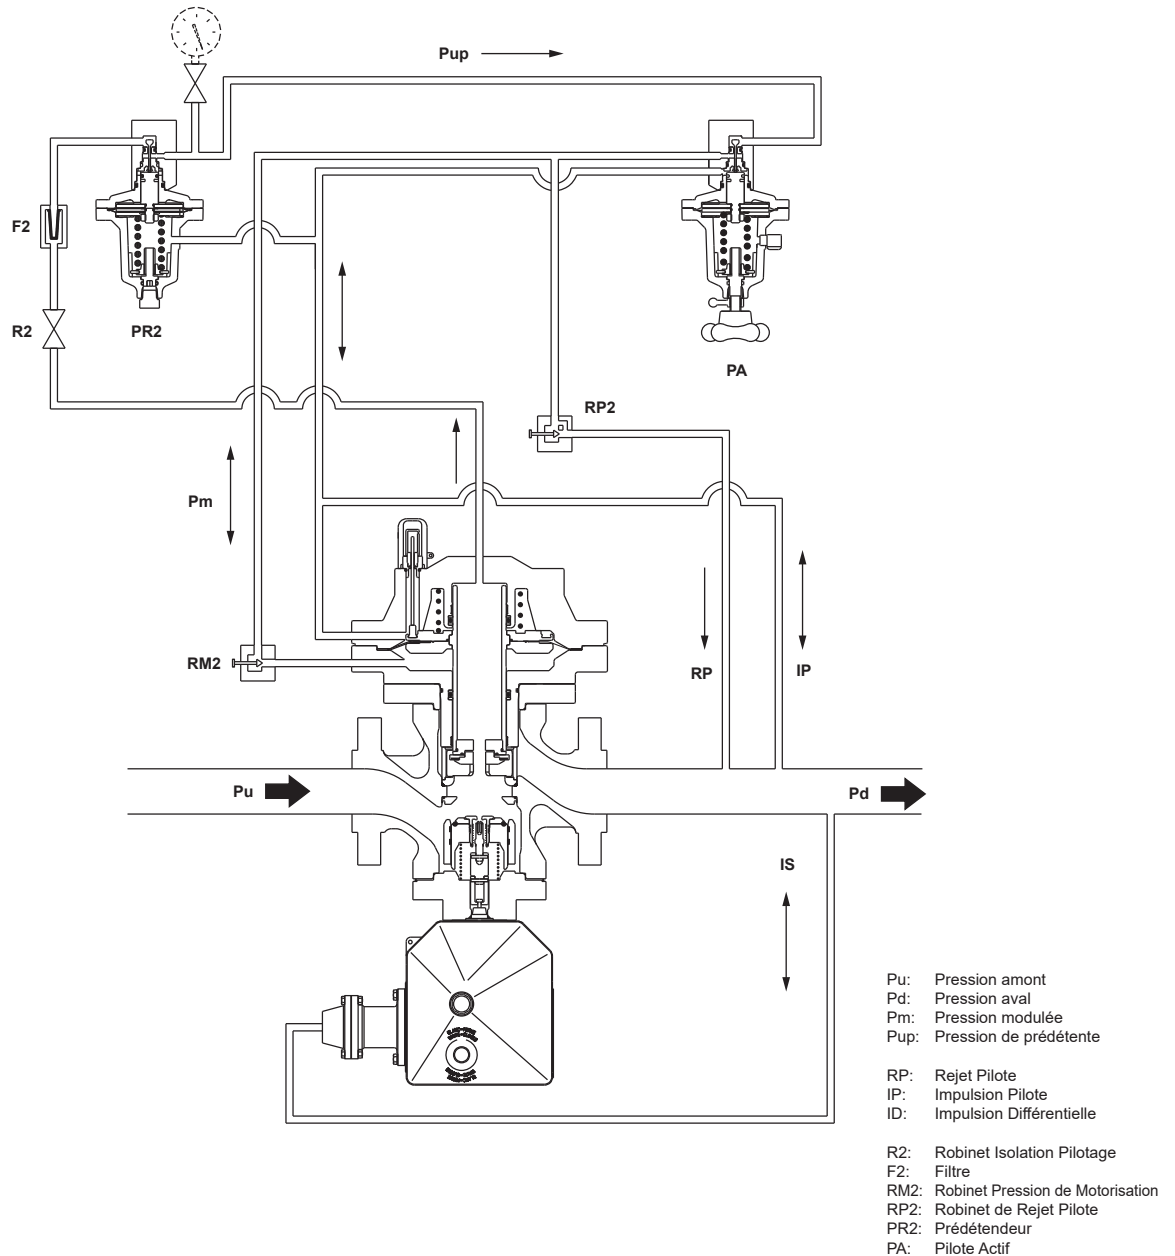 Pup
F2
R2
PR2
PA
RP2
Pm
RM2
RP
IP
Pu
Pd
IS
Pu: Pression amont
Pd: Pression aval
Pm: Pression modulée
Pup: Pression de prédétente
RP: Rejet Pilote
IP: Impulsion Pilote
ID: Impulsion Différentielle
R2: Robinet Isolation Pilotage
F2: Filtre
RM2: Robinet Pression de Motorisation
RP2: Robinet de Rejet Pilote
PR2: Prédétendeur
PA: Pilote Actif